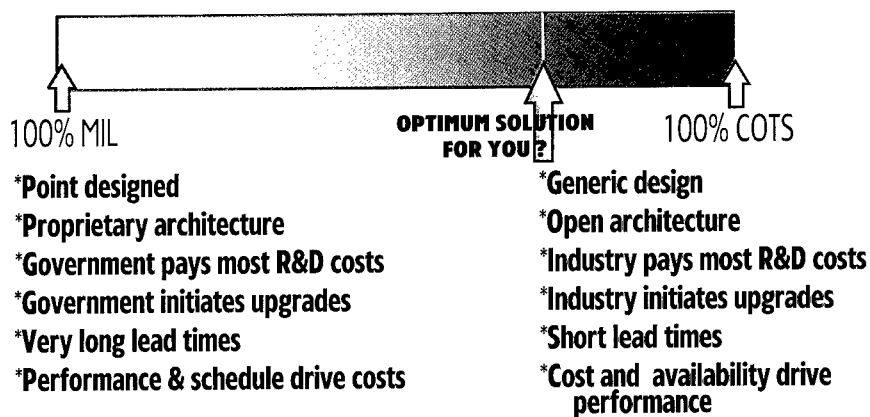 100% MIL
OPTIMUM SOLUTION
FOR YOU?
100% COTS
*Point designed
*Proprietary architecture
*Government pays most R&D costs
*Government initiates upgrades
*Very long lead times
*Performance & schedule drive costs
*Generic design
*Open architecture
*Industry pays most R&D costs
*Industry initiates upgrades
*Short lead times
*Cost and availability drive
performance